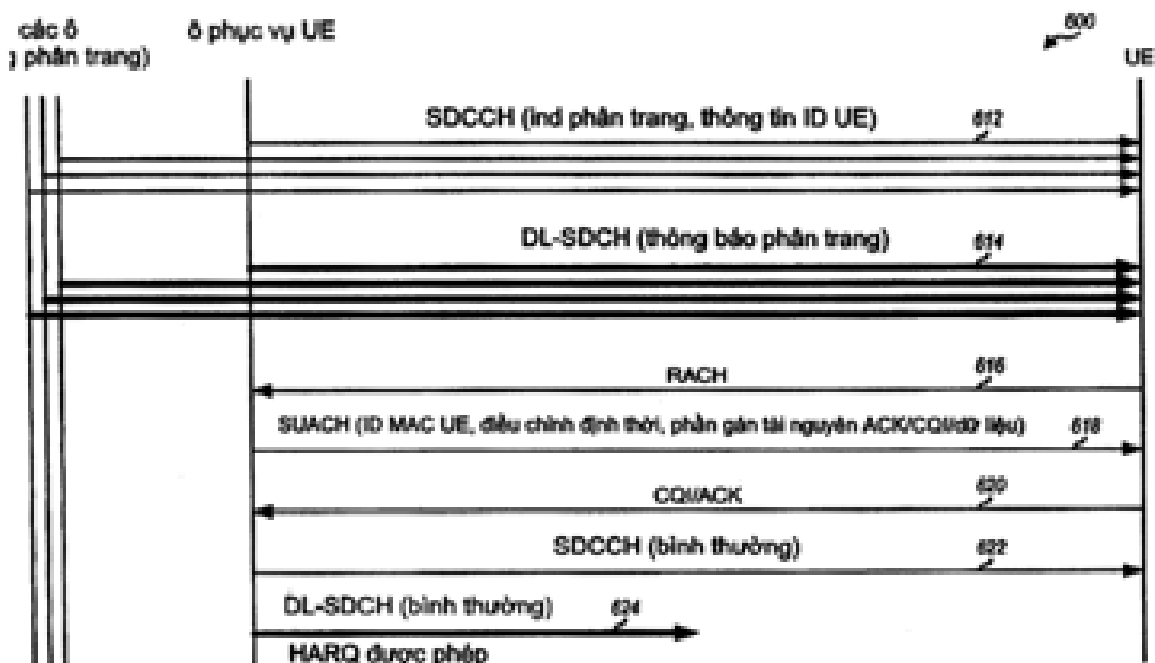 các ô
ô phục vụ UE
600
phân trang)
UE
SDCCH (ind phân trang, thông tin ID UE)
612
DL-SDCH (thông báo phân trang)
614
RACH
616
SUACH (ID MAC UE, điều chỉnh định thời, phần gán tài nguyên ACK/CQI/dữ liệu)
618
CQI/ACK
620
SDCCH (bình thường)
622
DL-SDCH (bình thường)
624
HARQ được phép